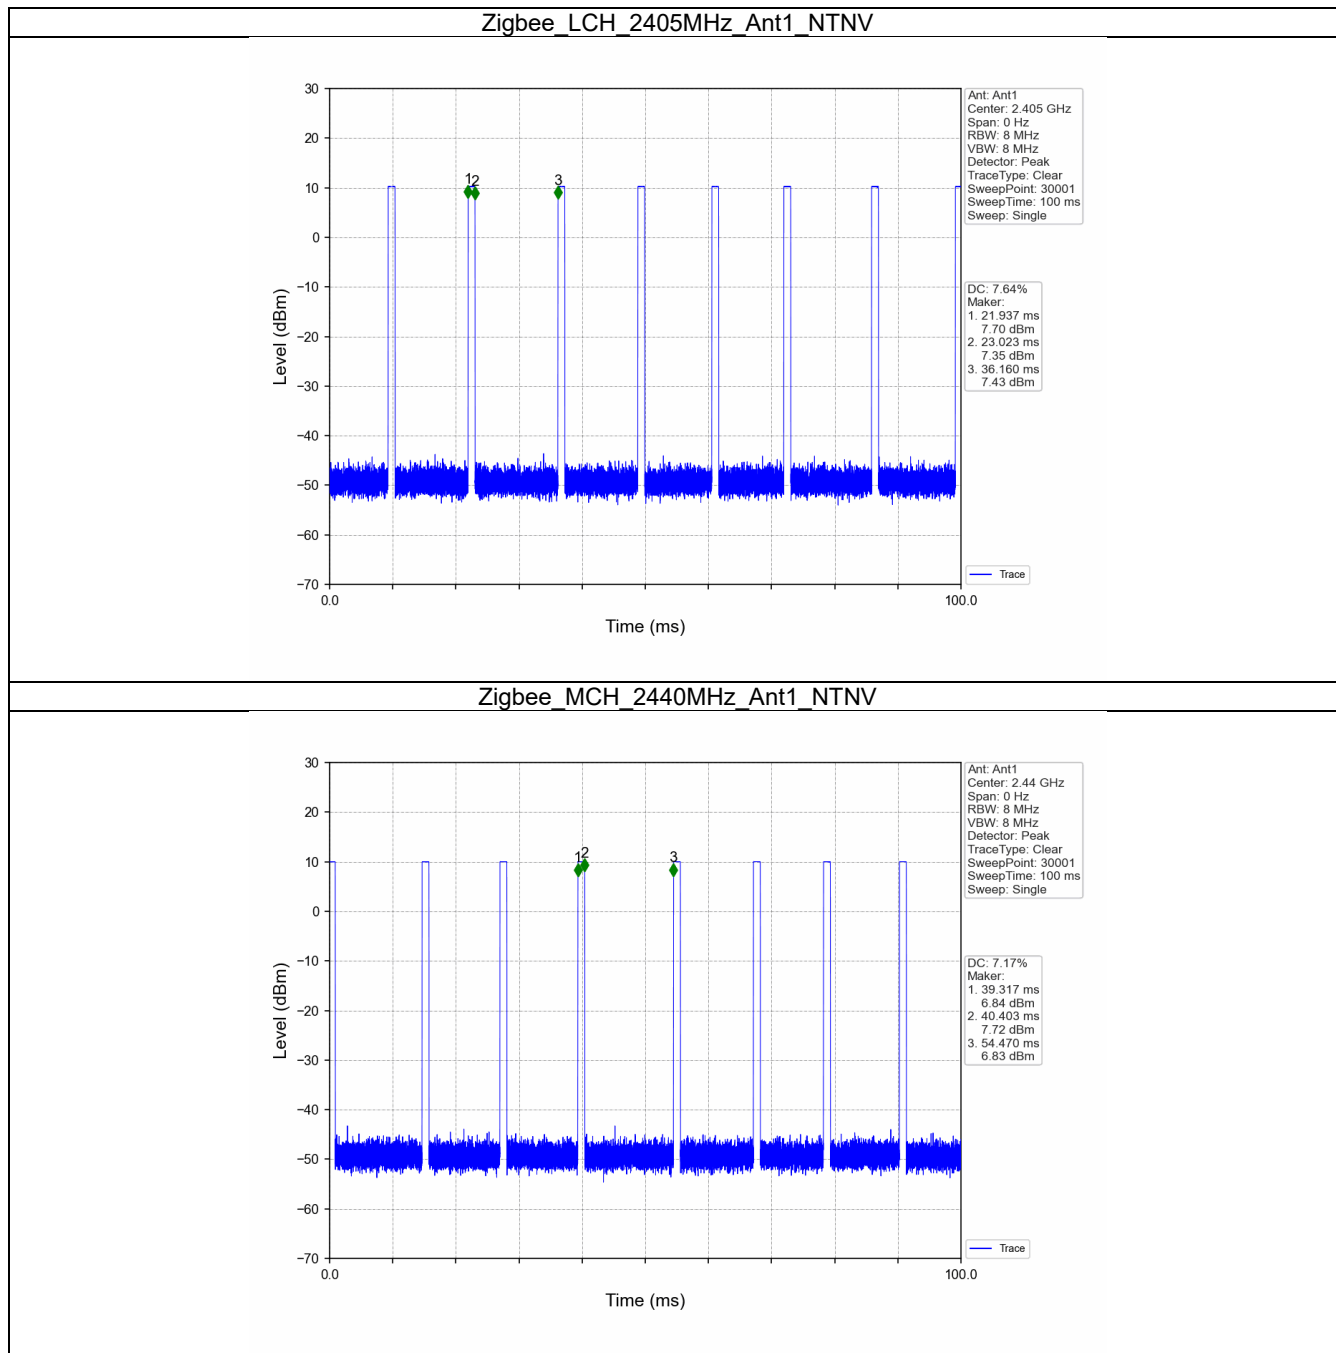 Zigbee_LCH_2405MHz_Ant1_NTNV
30
20
10
0
−10
−20
−30
−40
−50
−60
−70
Level (dBm)
1 2 3
0.0 100.0
Time (ms)
Ant: Ant1
Center: 2.405 GHz
Span: 0 Hz
RBW: 8 MHz
VBW: 8 MHz
Detector: Peak
TraceType: Clear
SweepPoint: 30001
SweepTime: 100 ms
Sweep: Single
DC: 7.64%
Maker:
1. 21.937 ms
7.70 dBm
2. 23.023 ms
7.35 dBm
3. 36.160 ms
7.43 dBm
Trace
Zigbee_MCH_2440MHz_Ant1_NTNV
30
20
10
0
−10
−20
−30
−40
−50
−60
−70
Level (dBm)
1 2 3
0.0 100.0
Time (ms)
Ant: Ant1
Center: 2.44 GHz
Span: 0 Hz
RBW: 8 MHz
VBW: 8 MHz
Detector: Peak
TraceType: Clear
SweepPoint: 30001
SweepTime: 100 ms
Sweep: Single
DC: 7.17%
Maker:
1. 39.317 ms
6.84 dBm
2. 40.403 ms
7.72 dBm
3. 54.470 ms
6.83 dBm
Trace